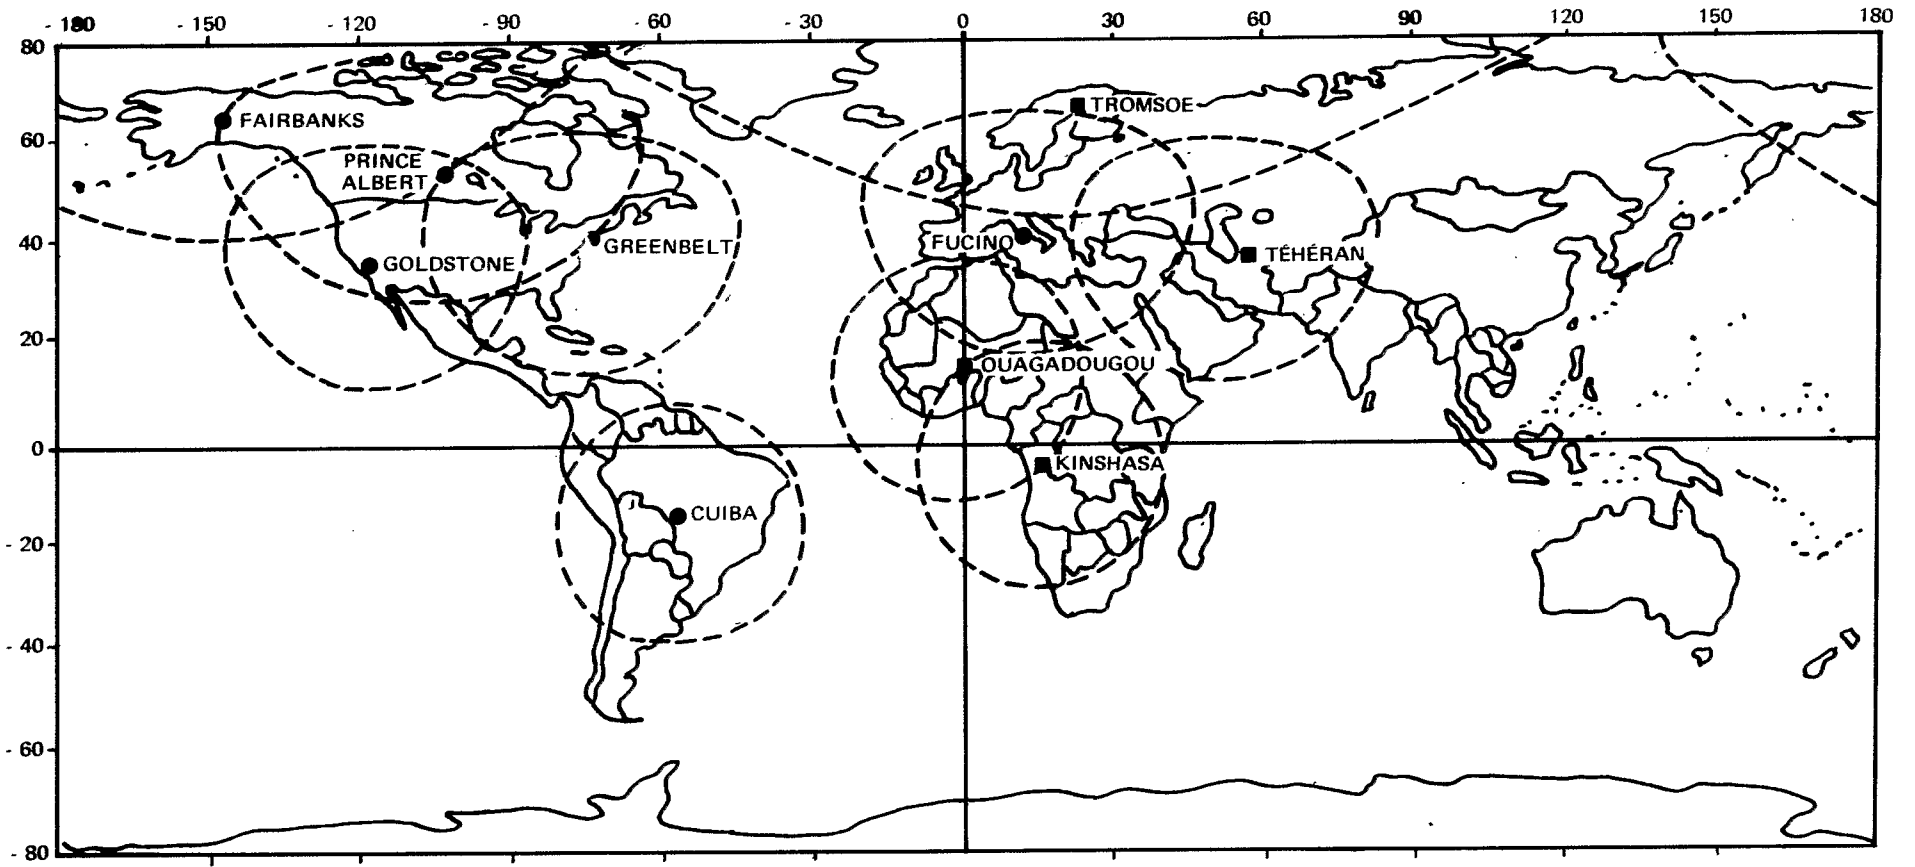 - 180 - 150 - 120 - 90 - 60 - 30 0 30 60 90 120 150 180
80
TROMSOE
FAIRBANKS
60
PRINCE
ALBERT
40
GREENBELT
FUCINO
TÉHÉRAN
GOLDSTONE
20
OUAGADOUGOU
0
KINSHASA
CUIBA
- 20
- 40
- 60
- 80